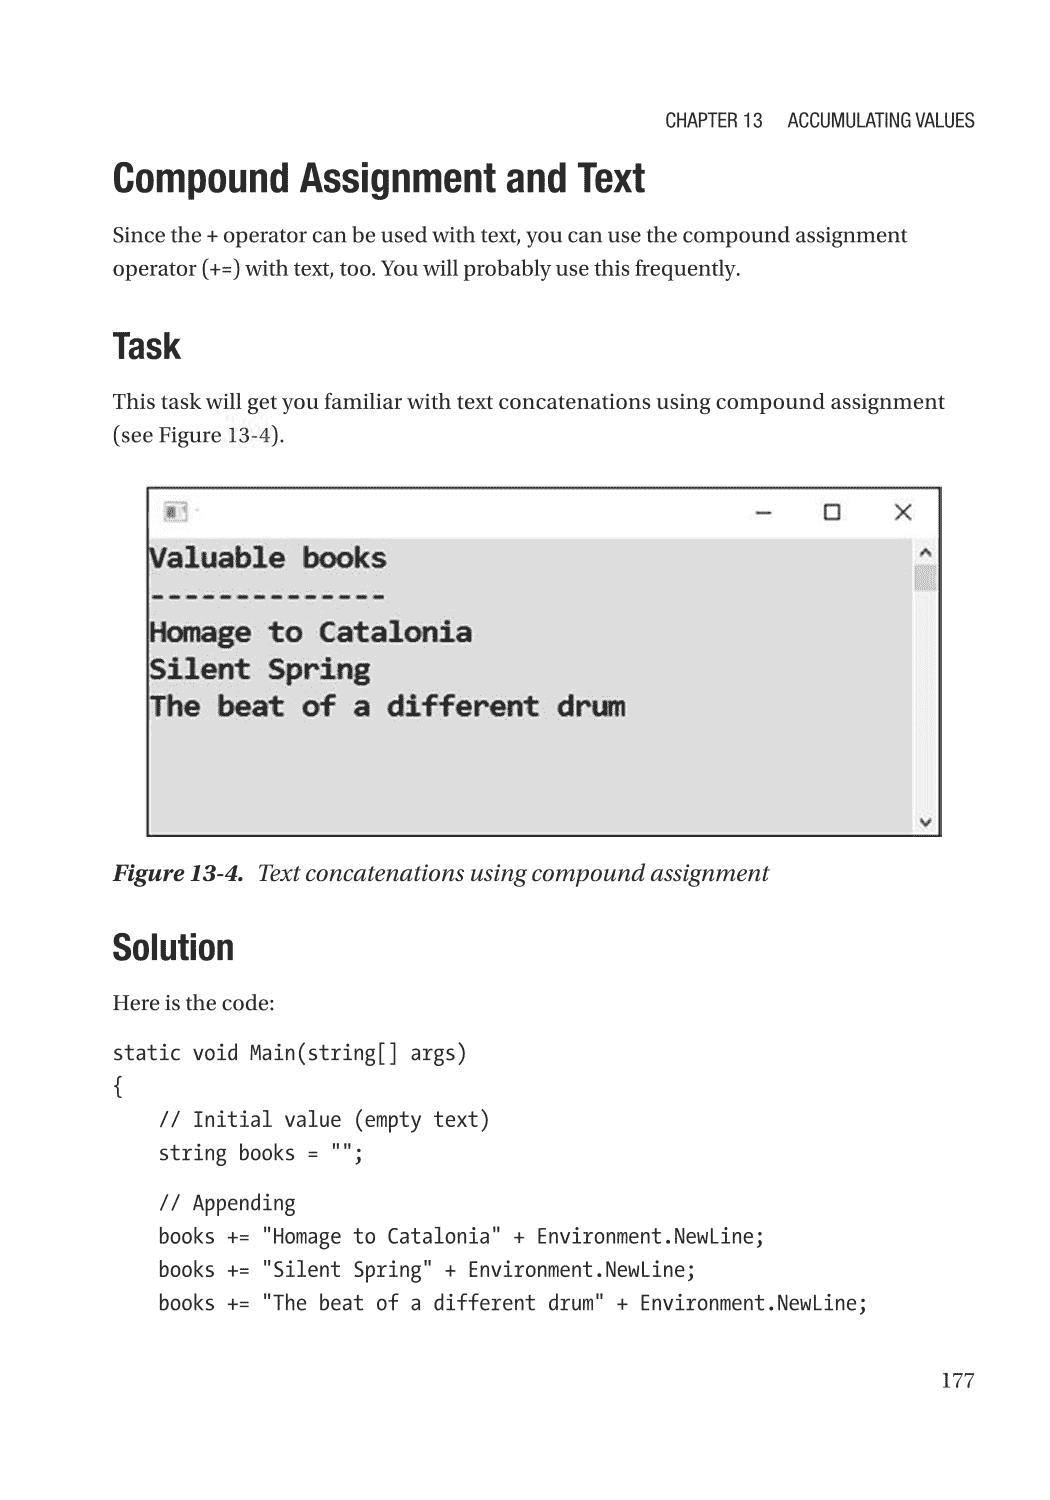 CHAPTER 13 ACCUMULATING VALUES
Compound Assignment and Text
Since the + operator can be used with text, you can use the compound assignment
operator (+=) with text, too. You will probably use this frequently.
Task
This task will get you familiar with text concatenations using compound assignment
(see Figure 13-4).
Valuable books
--------------
Homage to Catalonia
Silent Spring
The beat of a different drum
Figure 13-4. Text concatenations using compound assignment
Solution
Here is the code:
static void Main(string[] args)
{
    // Initial value (empty text)
    string books = "";
    // Appending
    books += "Homage to Catalonia" + Environment.NewLine;
    books += "Silent Spring" + Environment.NewLine;
    books += "The beat of a different drum" + Environment.NewLine;
177